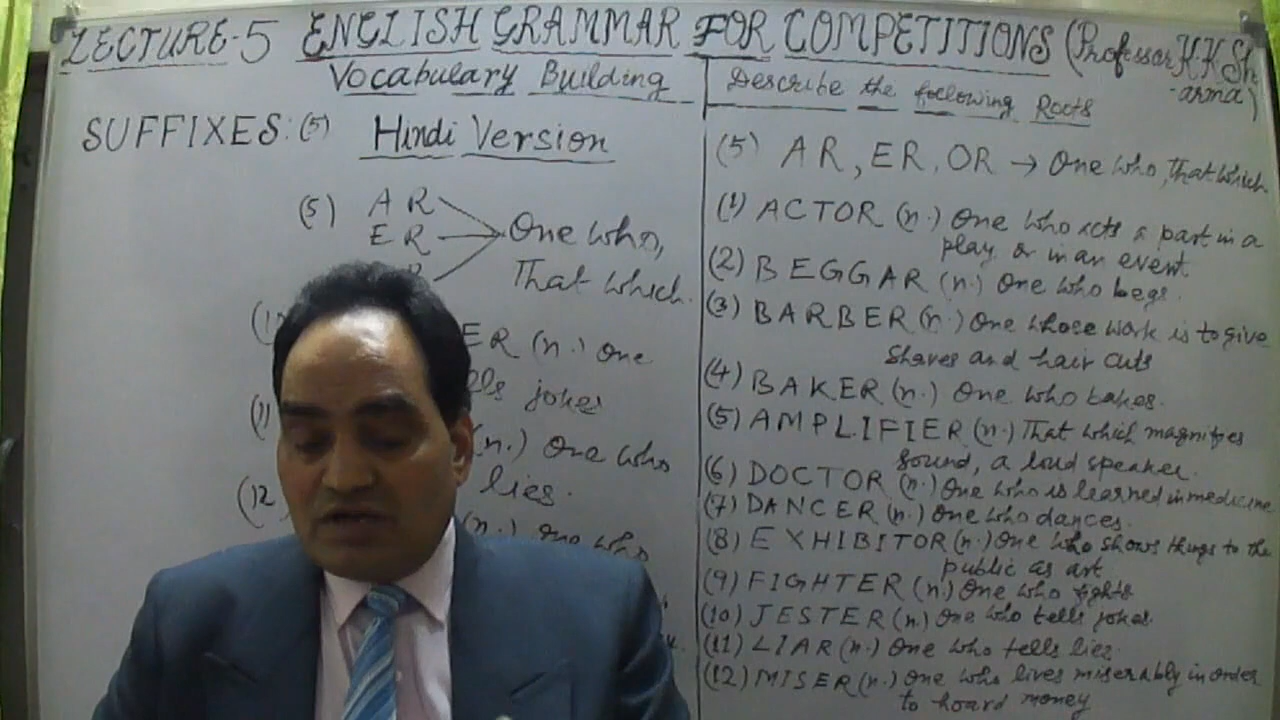 LECTURE-5 ENGLISH GRAMMAR FOR COMPETITIONS (Professor K.K.Sh
-arma)
Vocabulary Building
SUFFIXES: (5) Hindi Version
(5) AR
ER
R
One who,
That which.
ER (n.) One
lls jokes
(11
(n.) One who
lies.
(12
(n.) One who
Describe the following Roots
(5) AR, ER, OR → One who, That which
(1) ACTOR (n.) One who acts a part in a
play or in an event
(2) BEGGAR (n.) One who begs.
(3) BARBER (n.) One whose work is to give
Shaves and hair cuts
(4) BAKER (n.) One who bakes.
(5) AMPLIFIER (n.) That which magnifies
sound, a loud speaker.
(6) DOCTOR (n.) One who is learned in medicine
(7) DANCER (n.) One who dances.
(8) EXHIBITOR (n.) One who shows things to the
public as art
(9) FIGHTER (n.) One who fights
(10) JESTER (n.) One who tells jokes.
(11) LIAR (n.) One who tells lies.
(12) MISER (n.) One who lives miserably in order
to hoard money